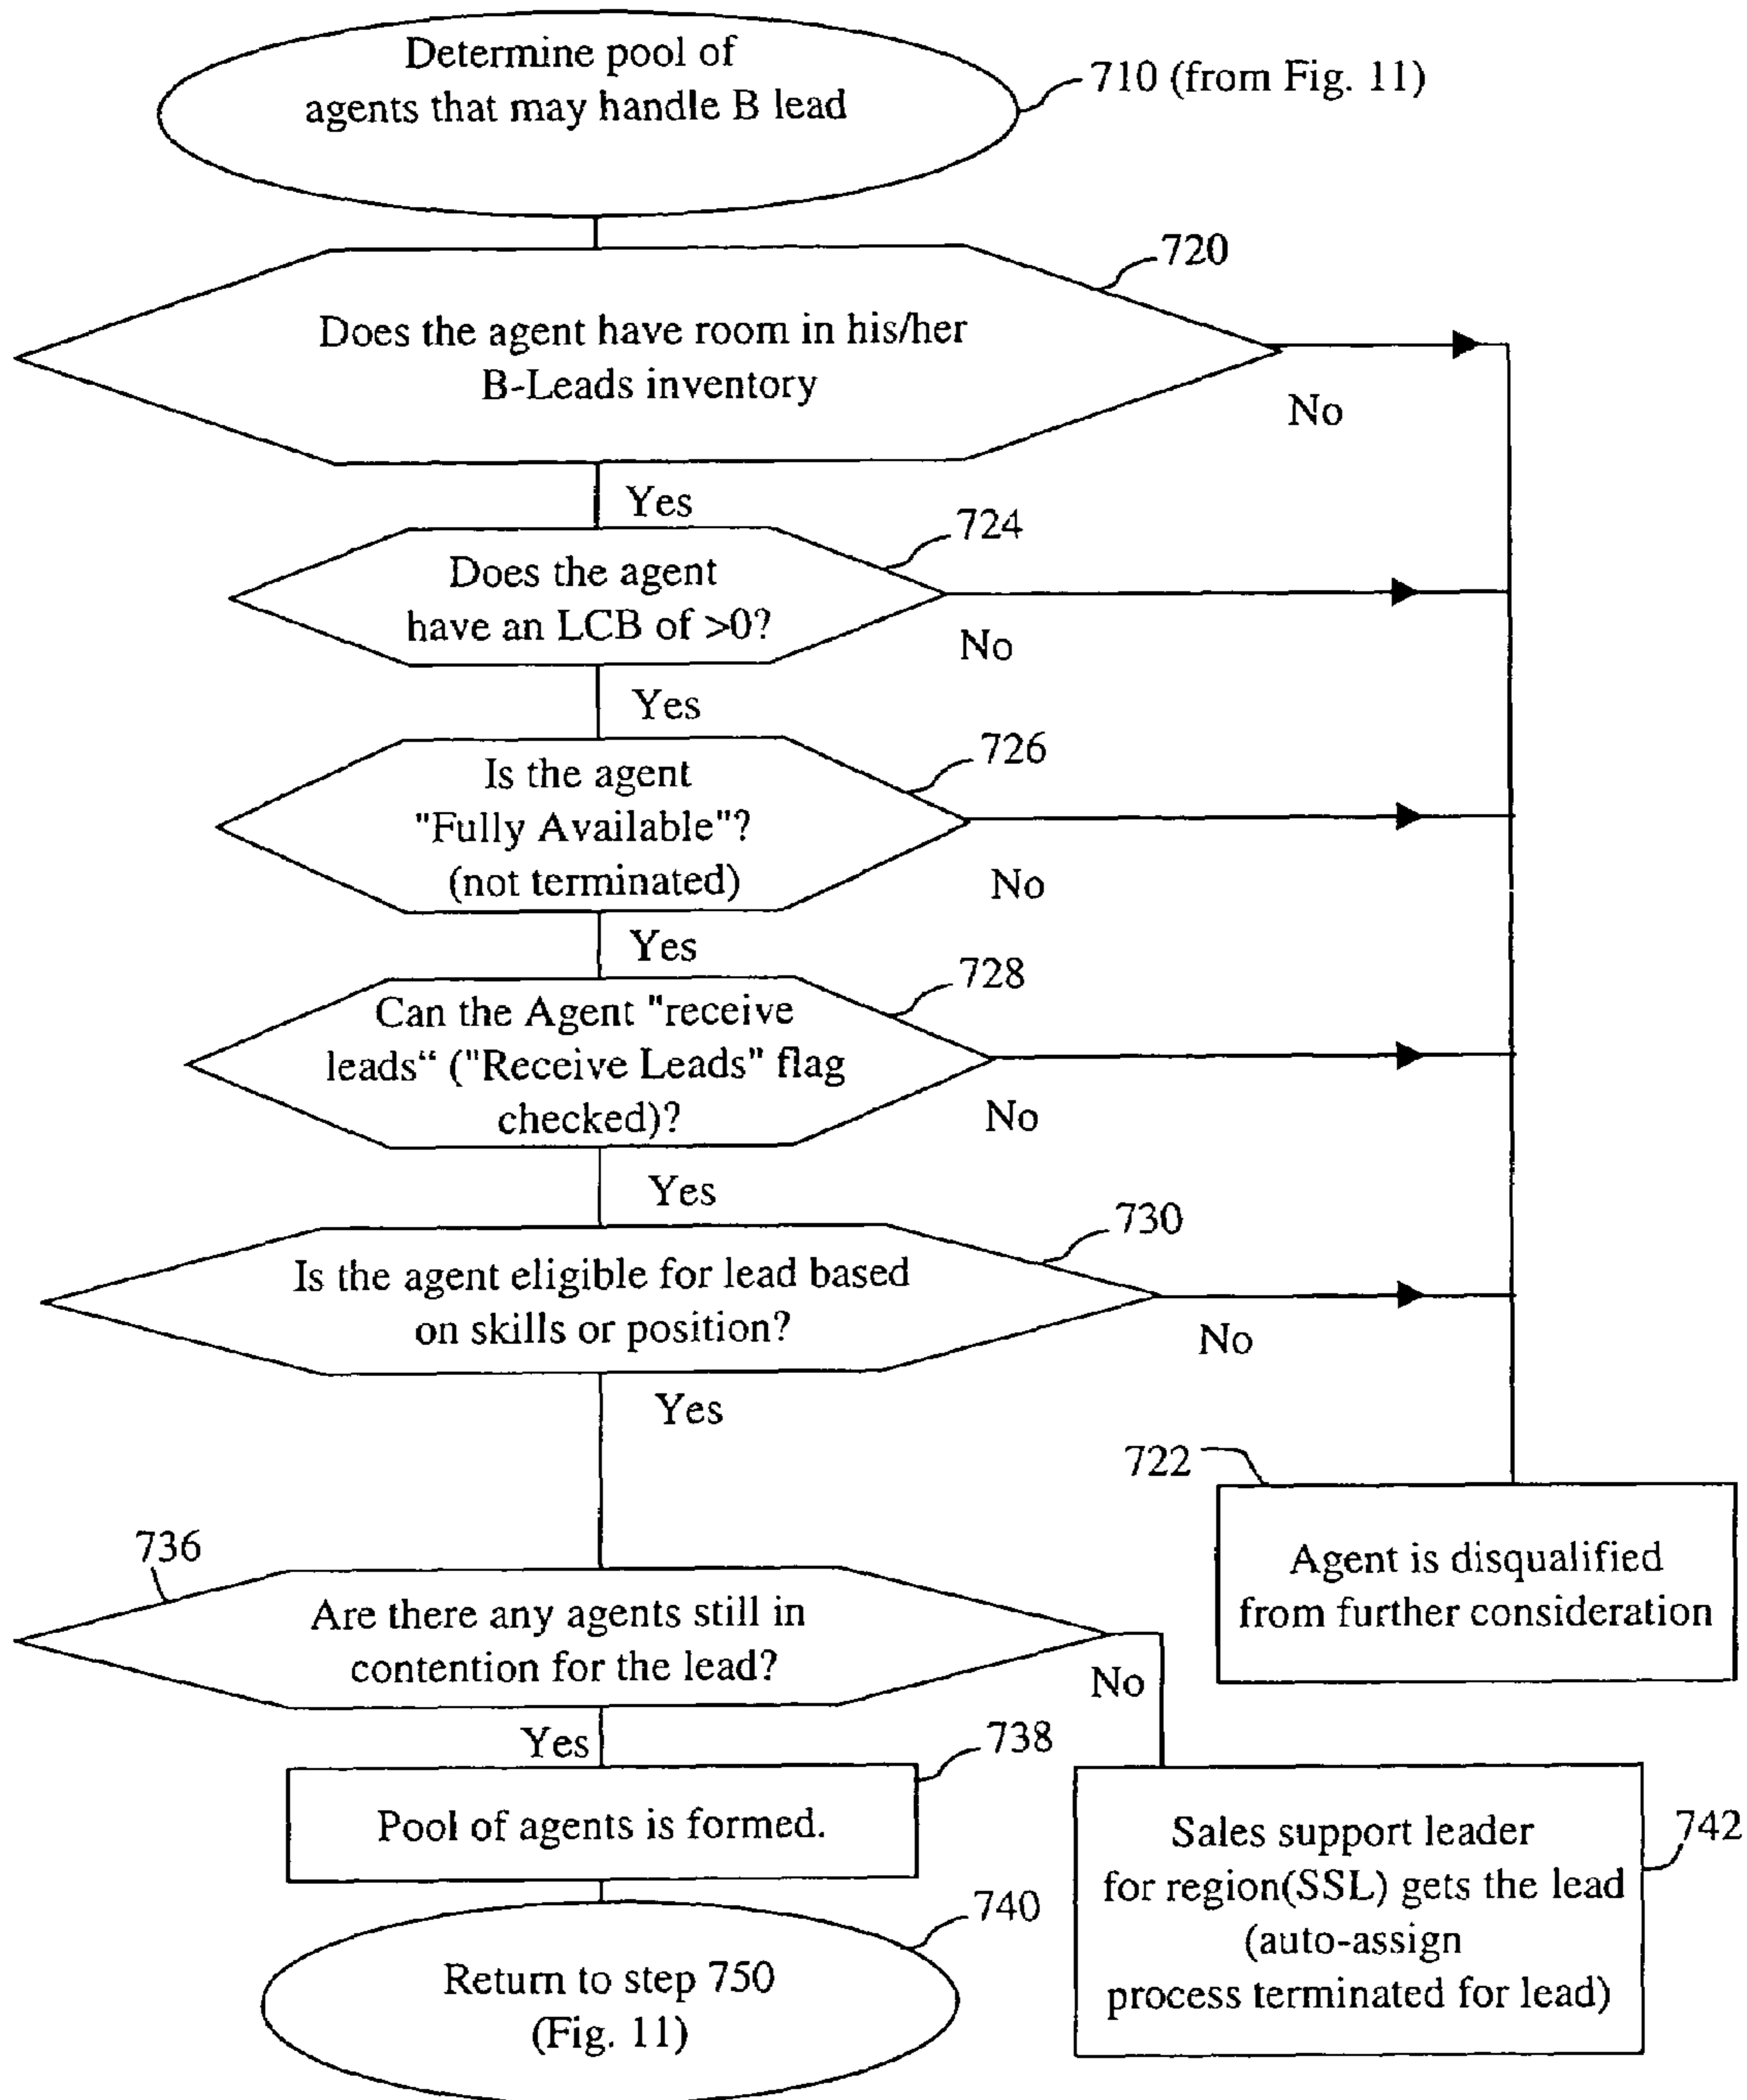 Determine pool of
agents that may handle B lead
710 (from Fig. 11)
720
Does the agent have room in his/her
B-Leads inventory
No
Yes
724
Does the agent
have an LCB of >0?
No
Yes
726
Is the agent
"Fully Available"?
(not terminated)
No
Yes
728
Can the Agent "receive
leads“ ("Receive Leads" flag
checked)?
No
Yes
730
Is the agent eligible for lead based
on skills or position?
No
Yes
722
Agent is disqualified
from further consideration
736
Are there any agents still in
contention for the lead?
No
Yes
738
Pool of agents is formed.
742
Sales support leader
for region(SSL) gets the lead
(auto-assign
process terminated for lead)
740
Return to step 750
(Fig. 11)